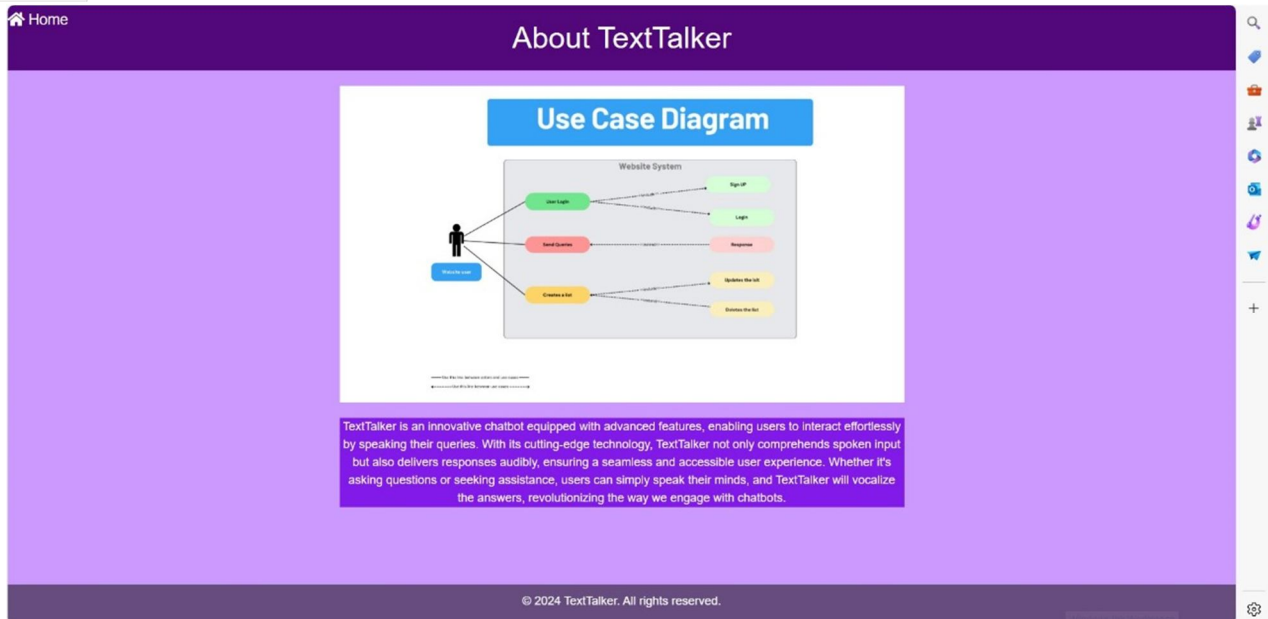 Home
About TextTalker
Use Case Diagram
Website System
User Login
Sign UP
Login
Send Queries
Response
Website user
Updates the list
Creates a list
Deletes the list
TextTalker is an innovative chatbot equipped with advanced features, enabling users to interact effortlessly
by speaking their queries. With its cutting-edge technology, TextTalker not only comprehends spoken input
but also delivers responses audibly, ensuring a seamless and accessible user experience. Whether it's
asking questions or seeking assistance, users can simply speak their minds, and TextTalker will vocalize
the answers, revolutionizing the way we engage with chatbots.
© 2024 TextTalker. All rights reserved.